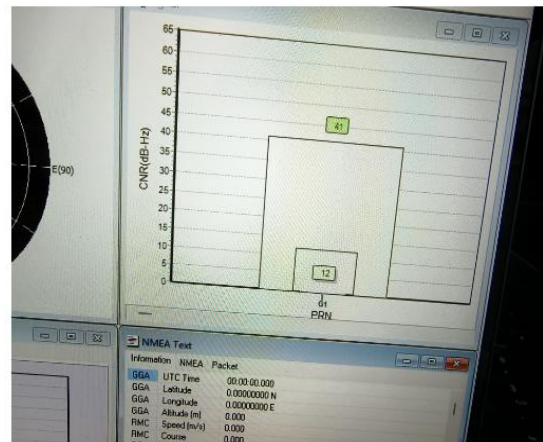 65
60
55
50
45
40
35
30
25
20
15
10
5
0
CNR(dB-Hz)
41
12
01
PRN
E(90)
NMEA Text
Information NMEA Packet
GGA UTC Time 00:00:00.000
GGA Latitude 0.00000000 N
GGA Longitude 0.00000000 E
GGA Altitude (m) 0.000
RMC Speed (m/s) 0.000
RMC Course 0.000